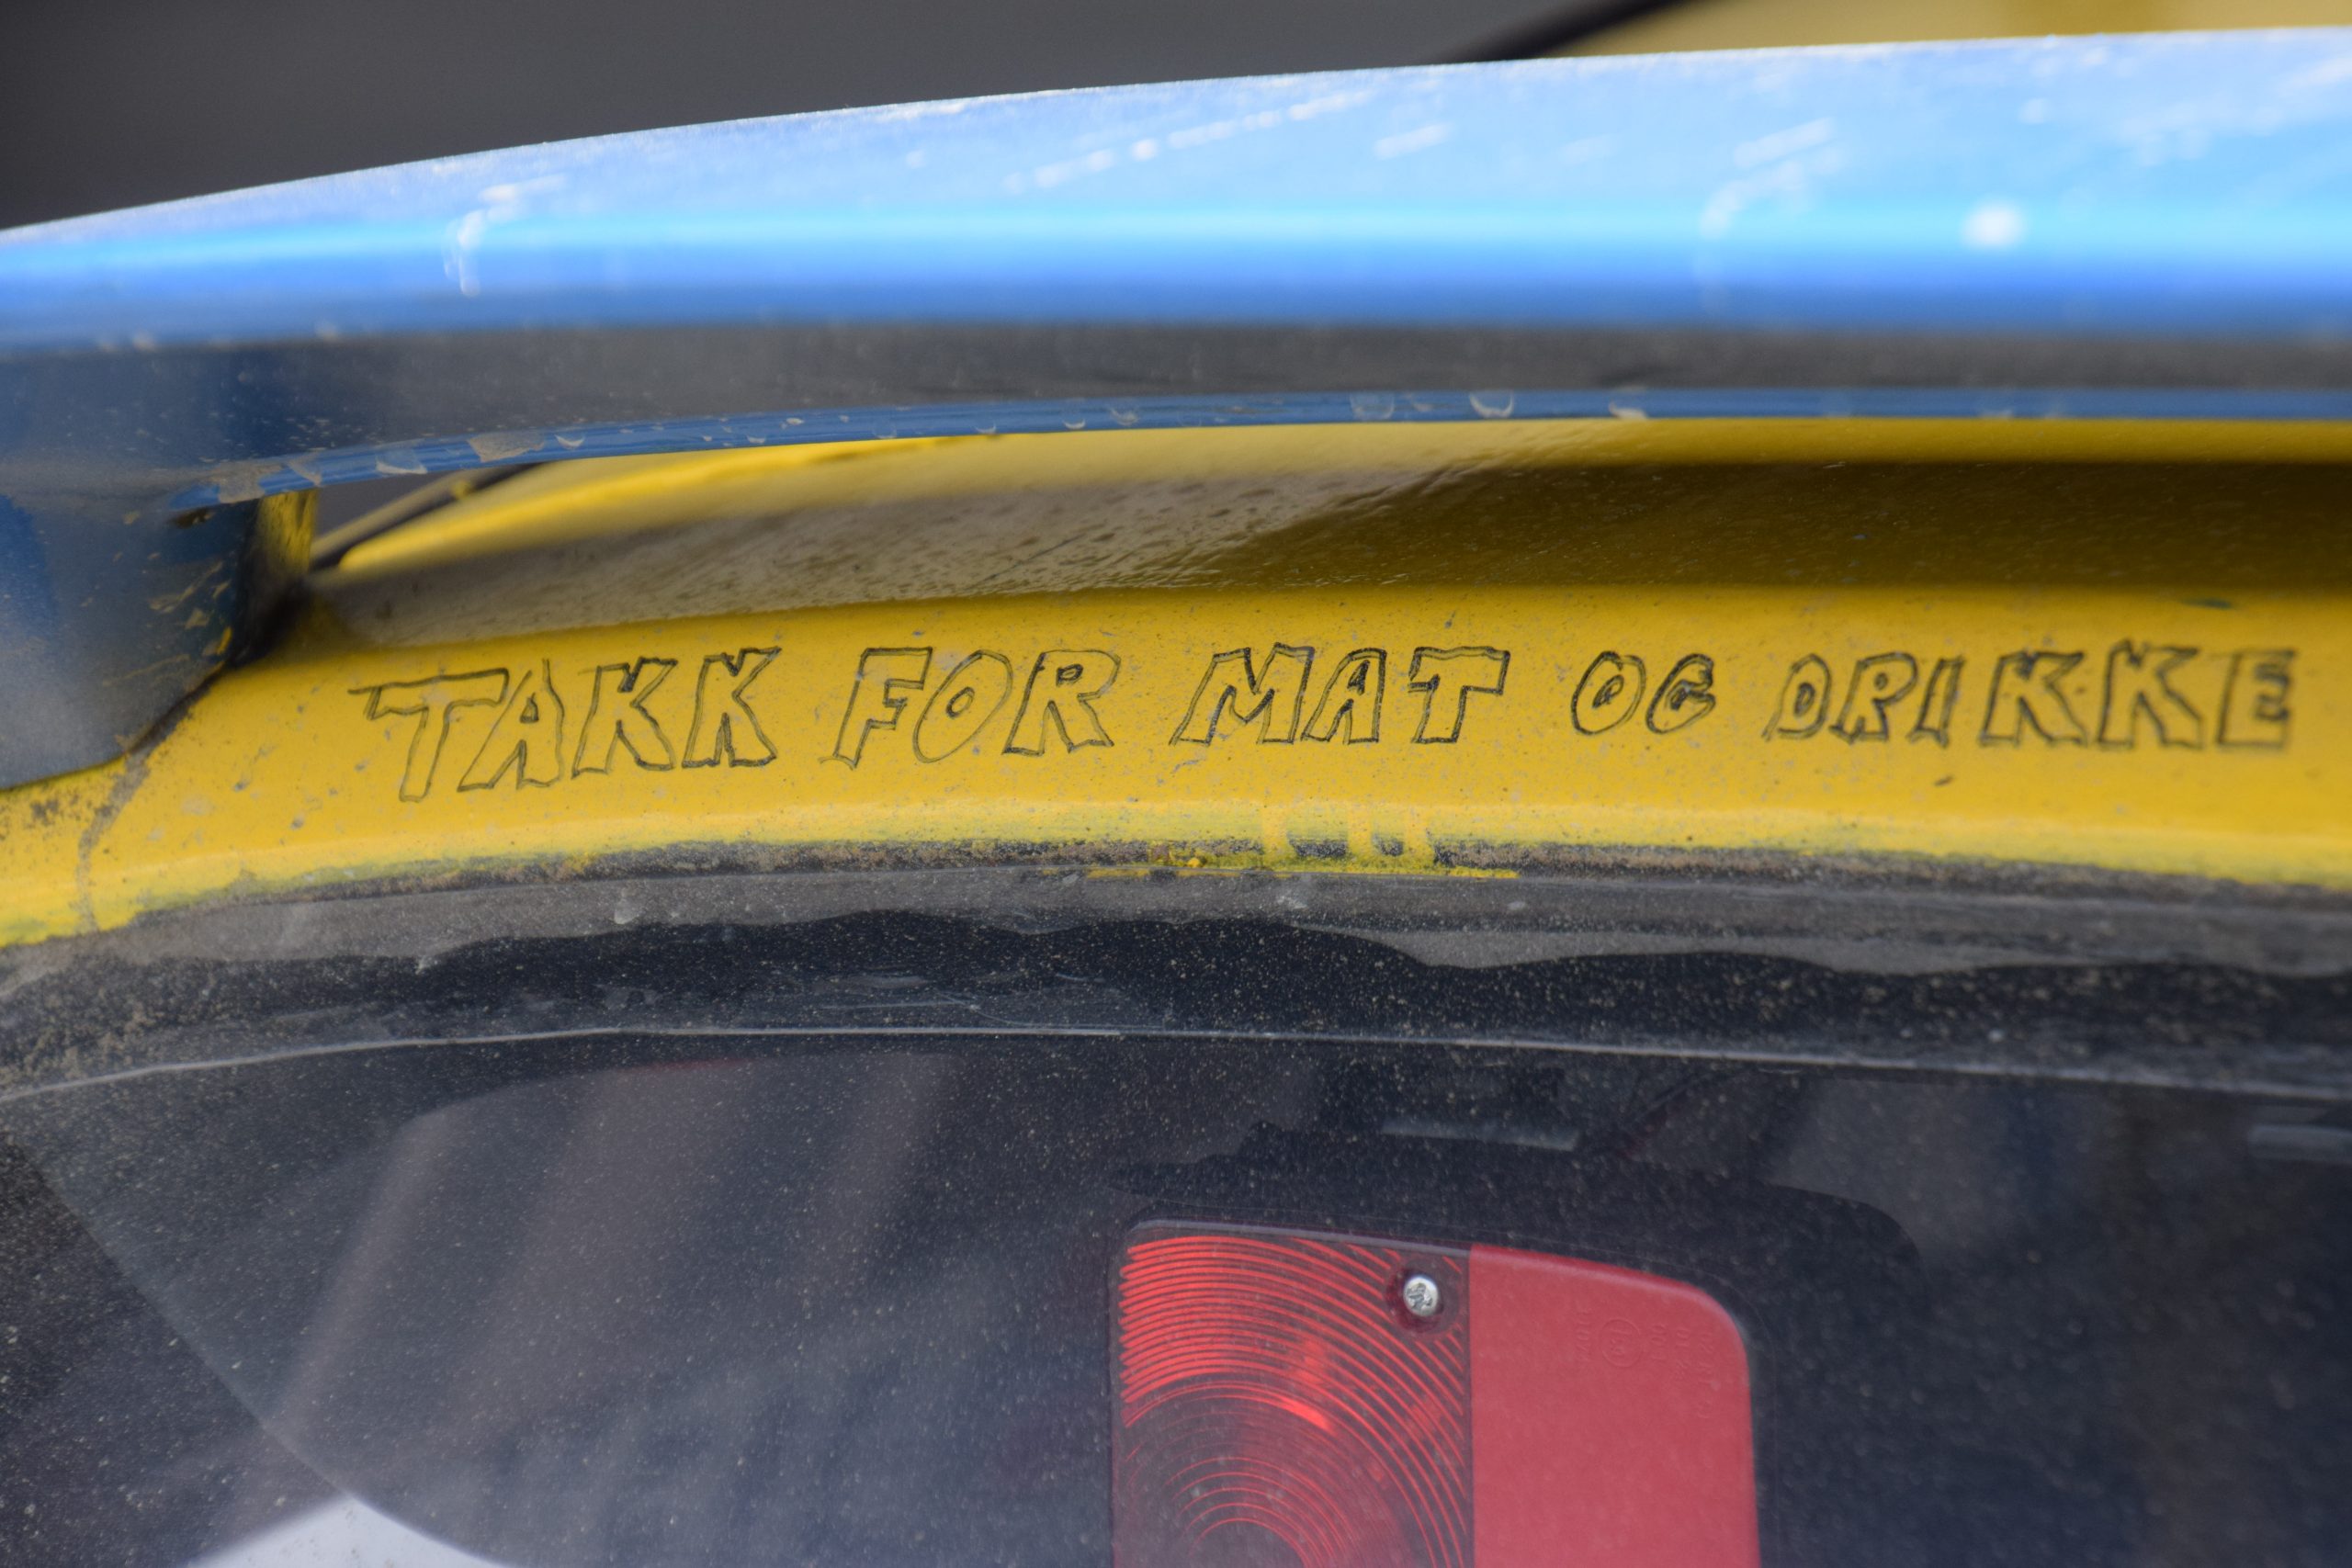 TAKK FOR MAT OG DRIKKE